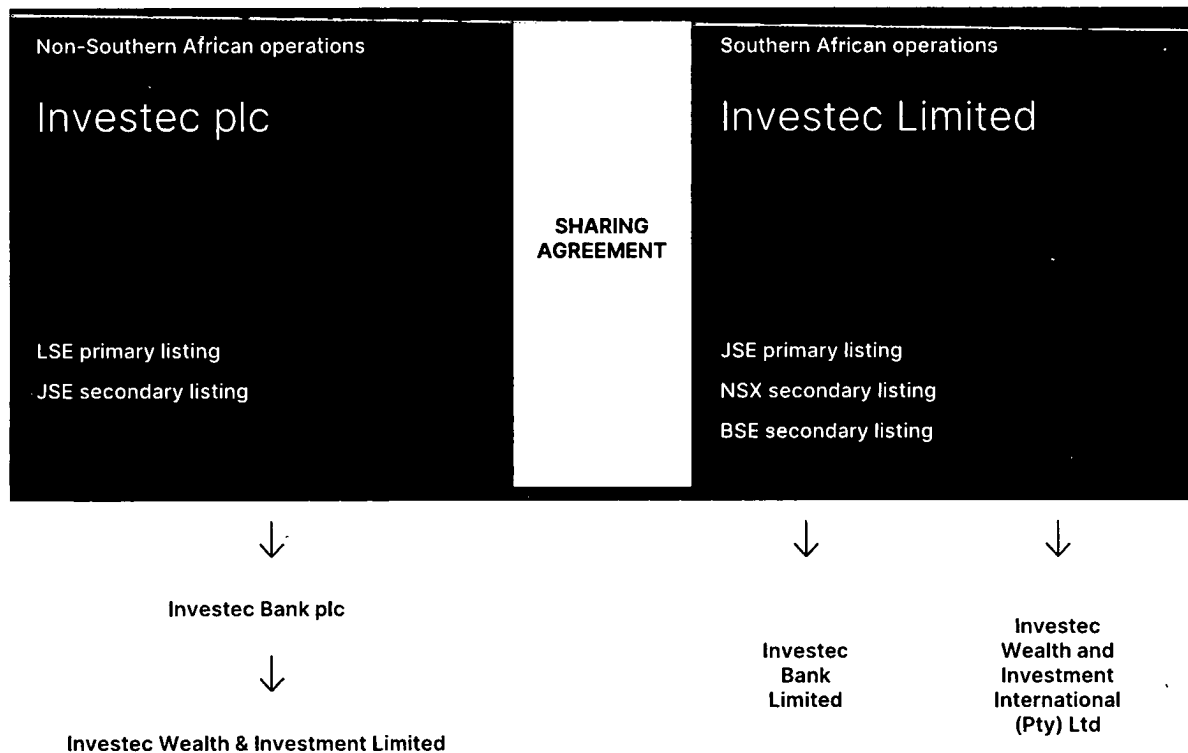 Non-Southern African operations
Investec plc
LSE primary listing
JSE secondary listing
SHARING
AGREEMENT
Southern African operations
Investec Limited
JSE primary listing
NSX secondary listing
BSE secondary listing
Investec Bank plc
Investec Wealth & Investment Limited
Investec
Bank
Limited
Investec
Wealth and
Investment
International
(Pty) Ltd